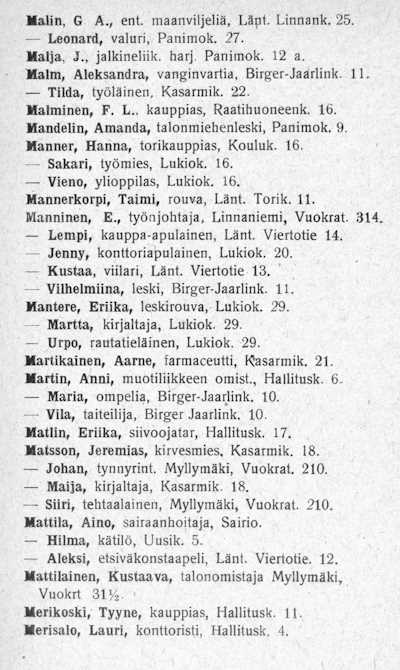 Malin, G A., ent. maanviljeliä, Läpt. Linnank. 25.
— Leonard, valuri, Panimok. 27.
Malja, J., jalkineliik. harj. Panimok. 12 a.
Malm, Aleksandra, vanginvartia, Birger-Jaarlink. 11.
— Tilda, työläinen, Kasarmik. 22.
Malminen, F. L., kauppias, Raatihuoneenk. 16.
Mandelin, Amanda, talonmiehenleski, Panimok. 9.
Manner, Hanna, torikauppias, Kouluk. 16.
— Sakari, työmies, Lukiok. 16.
— Vieno, ylioppilas, Lukiok. 16.
Mannerkorpi, Taimi, rouva, Länt. Torik. 11.
Manninen, E., työnjohtaja, Linnaniemi, Vuokrat. 314.
— Lempi, kauppa-apulainen, Länt. Viertotie 14.
— Jenny, konttoriapulainen, Lukiok. 20.
— Kustaa, viilari, Länt. Viertotie 13.
— Vilhelmiina, leski, Birger-Jaarlink. 11.
Mantere, Eriika, leskirouva, Lukiok. 29.
— Martta, kirjaltaja, Lukiok. 29.
— Urpo, rautatieläinen, Lukiok. 29.
Martikainen, Aarne, farmaceutti, Kasarmik. 21.
Martin, Anni, muotiliikkeen omist., Hallitusk. 6.
— Maria, ompelia, Birger-Jaarlink. 10.
— Vila, taiteilija, Birger Jaarlink. 10.
Matlin, Eriika, siivoojatar, Hallitusk. 17.
Matsson, Jeremias, kirvesmies, Kasarmik. 18.
— Johan, tynnyrint. Myllymäki, Vuokrat. 210.
— Maija, kirjaltaja, Kasarmik. 18.
— Siiri, tehtaalainen, Myllymäki, Vuokrat. 210.
Mattila, Aino, sairaanhoitaja, Sairio.
— Hilma, kätilö, Uusik. 5.
— Aleksi, etsiväkonstaapeli, Länt. Viertotie. 12.
Mattilainen, Kustaava, talonomistaja Myllymäki,
Vuokrt 31½.
Merikoski, Tyyne, kauppias, Hallitusk. 11.
Merisalo, Lauri, konttoristi, Hallitusk. 4.